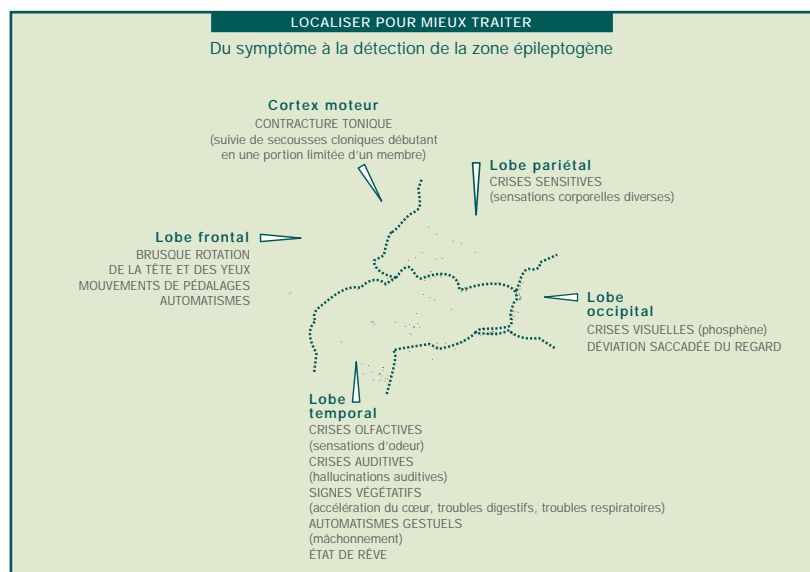 LOCALISER POUR MIEUX TRAITER
Du symptôme à la détection de la zone épileptogène
Cortex moteur
CONTRACTURE TONIQUE
(suivie de secousses cloniques débutant
en une portion limitée d'un membre)
Lobe pariétal
CRISES SENSITIVES
(sensations corporelles diverses)
Lobe frontal
BRUSQUE ROTATION
DE LA TÊTE ET DES YEUX
MOUVEMENTS DE PÉDALAGES
AUTOMATISMES
Lobe
occipital
CRISES VISUELLES (phosphène)
DÉVIATION SACCADÉE DU REGARD
Lobe
temporal
CRISES OLFACTIVES
(sensations d'odeur)
CRISES AUDITIVES
(hallucinations auditives)
SIGNES VÉGÉTATIFS
(accélération du cœur, troubles digestifs, troubles respiratoires)
AUTOMATISMES GESTUELS
(mâchonnement)
ÉTAT DE RÊVE